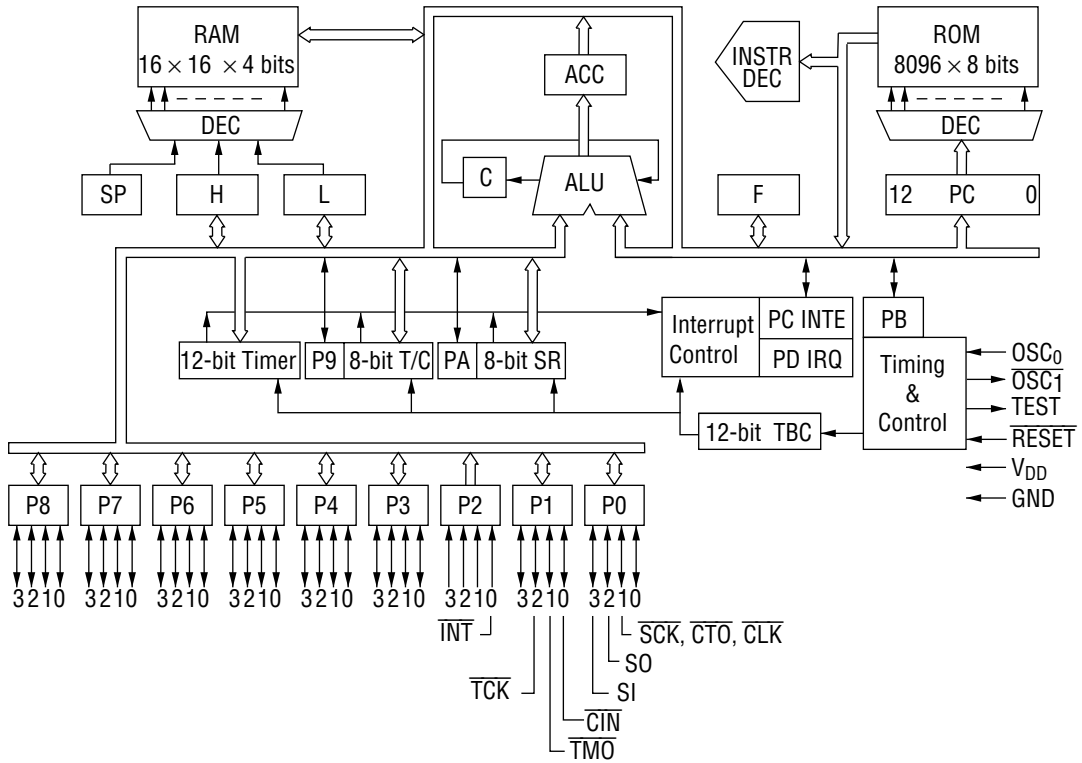 RAM
16 × 16 × 4 bits
DEC
SP
H
L
ACC
C
ALU
INSTR
DEC
ROM
8096 × 8 bits
DEC
F
12 PC 0
12-bit Timer
P9
8-bit T/C
PA
8-bit SR
Interrupt
Control
PC INTE
PD IRQ
PB
Timing
&
Control
12-bit TBC
OSC0
OSC1
TEST
RESET
VDD
GND
P8
P7
P6
P5
P4
P3
P2
P1
P0
3210
3210
3210
3210
3210
3210
3210
3210
3210
INT
SCK, CTO, CLK
SO
TCK
SI
CIN
TMO